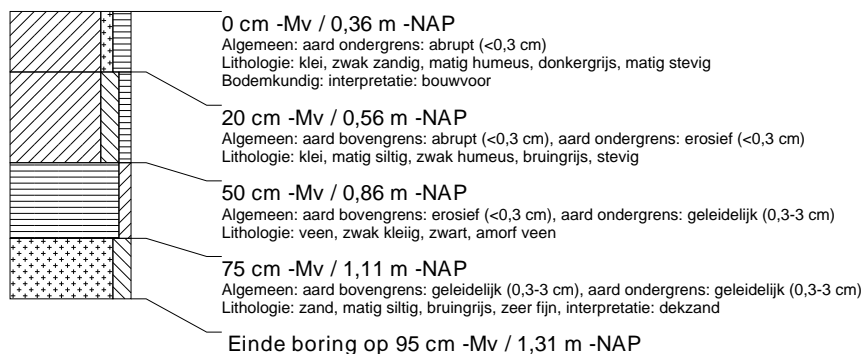 0 cm -Mv / 0,36 m -NAP
Algemeen: aard ondergrens: abrupt (<0,3 cm)
Lithologie: klei, zwak zandig, matig humeus, donkergrijs, matig stevig
Bodemkundig: interpretatie: bouwvoor
20 cm -Mv / 0,56 m -NAP
Algemeen: aard bovengrens: abrupt (<0,3 cm), aard ondergrens: erosief (<0,3 cm)
Lithologie: klei, matig siltig, zwak humeus, bruingrijs, stevig
50 cm -Mv / 0,86 m -NAP
Algemeen: aard bovengrens: erosief (<0,3 cm), aard ondergrens: geleidelijk (0,3-3 cm)
Lithologie: veen, zwak kleiig, zwart, amorf veen
75 cm -Mv / 1,11 m -NAP
Algemeen: aard bovengrens: geleidelijk (0,3-3 cm), aard ondergrens: geleidelijk (0,3-3 cm)
Lithologie: zand, matig siltig, bruingrijs, zeer fijn, interpretatie: dekzand
Einde boring op 95 cm -Mv / 1,31 m -NAP